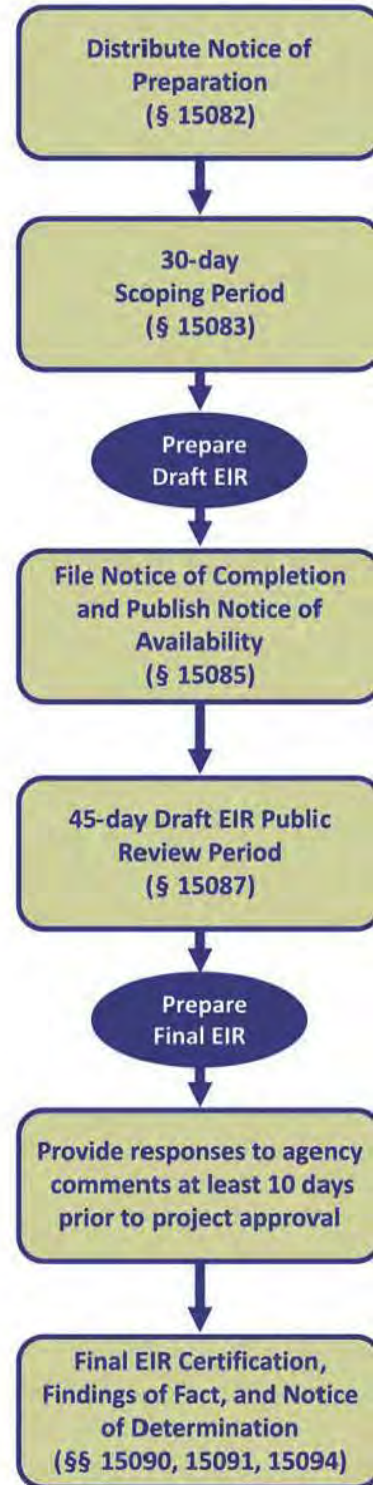 Distribute Notice of
Preparation
(§ 15082)
30-day
Scoping Period
(§ 15083)
Prepare
Draft EIR
File Notice of Completion
and Publish Notice of
Availability
(§ 15085)
45-day Draft EIR Public
Review Period
(§ 15087)
Prepare
Final EIR
Provide responses to agency
comments at least 10 days
prior to project approval
Final EIR Certification,
Findings of Fact, and Notice
of Determination
(§§ 15090, 15091, 15094)